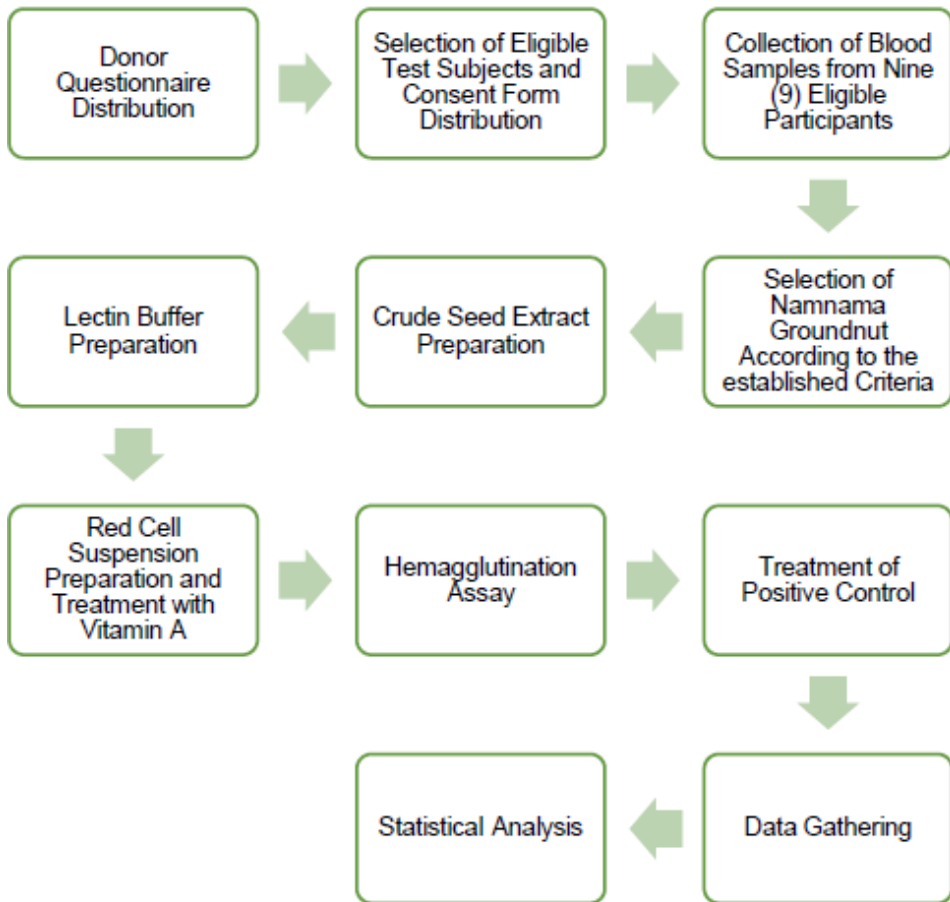 Donor
Questionnaire
Distribution
Selection of Eligible
Test Subjects and
Consent Form
Distribution
Collection of Blood
Samples from Nine
(9) Eligible
Participants
Selection of
Namnama
Groundnut
According to the
established Criteria
Crude Seed Extract
Preparation
Lectin Buffer
Preparation
Red Cell
Suspension
Preparation and
Treatment with
Vitamin A
Hemagglutination
Assay
Treatment of
Positive Control
Data Gathering
Statistical Analysis